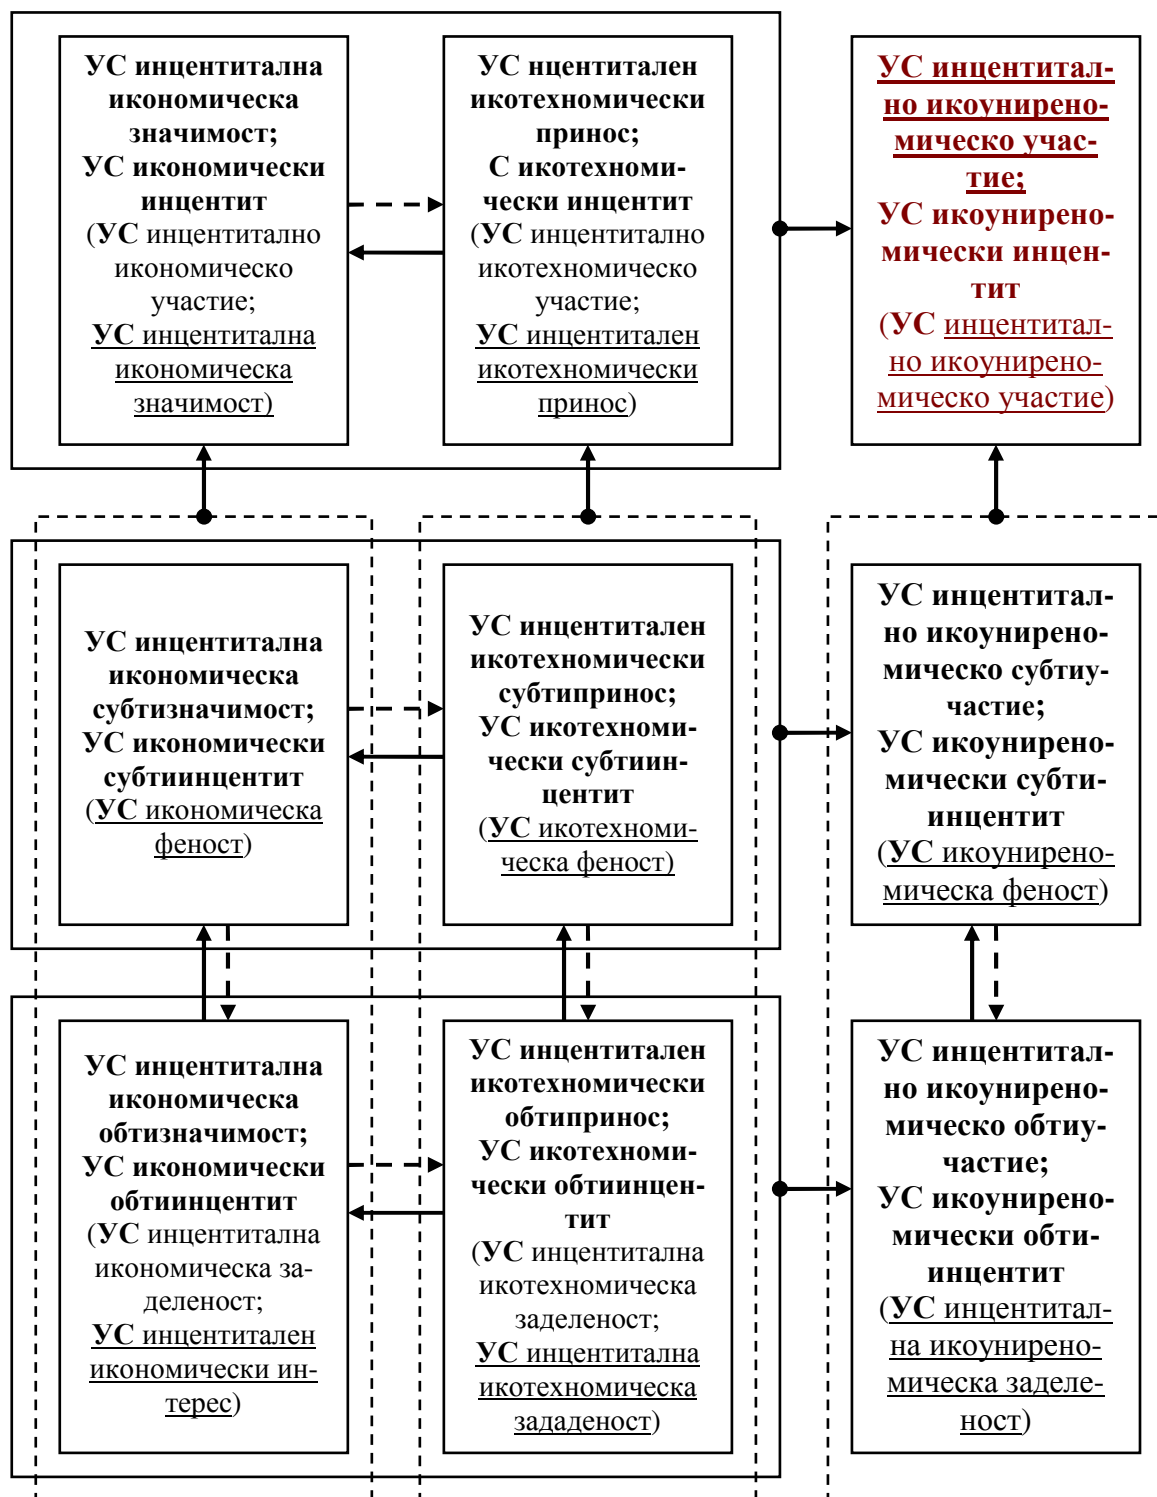 УС инцентитална
икономическа
значимост;
УС икономически
инцентит
(УС инцентитално
икономическо
участие;
УС инцентитална
икономическа
значимост)
УС нцентитален
икотехномически
принос;
С икотехноми-
чески инцентит
(УС инцентитално
икотехномическо
участие;
УС инцентитален
икотехномически
принос)
УС инцентитал-
но икоунирено-
мическо учас-
тие;
УС икоунирено-
мически инцен-
тит
(УС инцентитал-
но икоунирено-
мическо участие)
УС инцентитална
икономическа
субтизначимост;
УС икономически
субтиинцентит
(УС икономическа
феност)
УС инцентитален
икотехномически
субтипринос;
УС икотехноми-
чески субтиин-
центит
(УС икотехноми-
ческа феност)
УС инцентитал-
но икоунирено-
мическо субтиу-
частие;
УС икоунирено-
мически субти-
инцентит
(УС икоунирено-
мическа феност)
УС инцентитална
икономическа
обтизначимост;
УС икономически
обтиинцентит
(УС инцентитална
икономическа за-
деленост;
УС инцентитален
икономически ин-
терес)
УС инцентитален
икотехномически
обтипринос;
УС икотехноми-
чески обтиинцен-
тит
(УС инцентитална
икотехномическа
заделеност;
УС инцентитална
икотехномическа
зададеност)
УС инцентитал-
но икоунирено-
мическо обтиу-
частие;
УС икоунирено-
мически обти-
инцентит
(УС инцентитал-
на икоунирено-
мическа заделе-
ност)